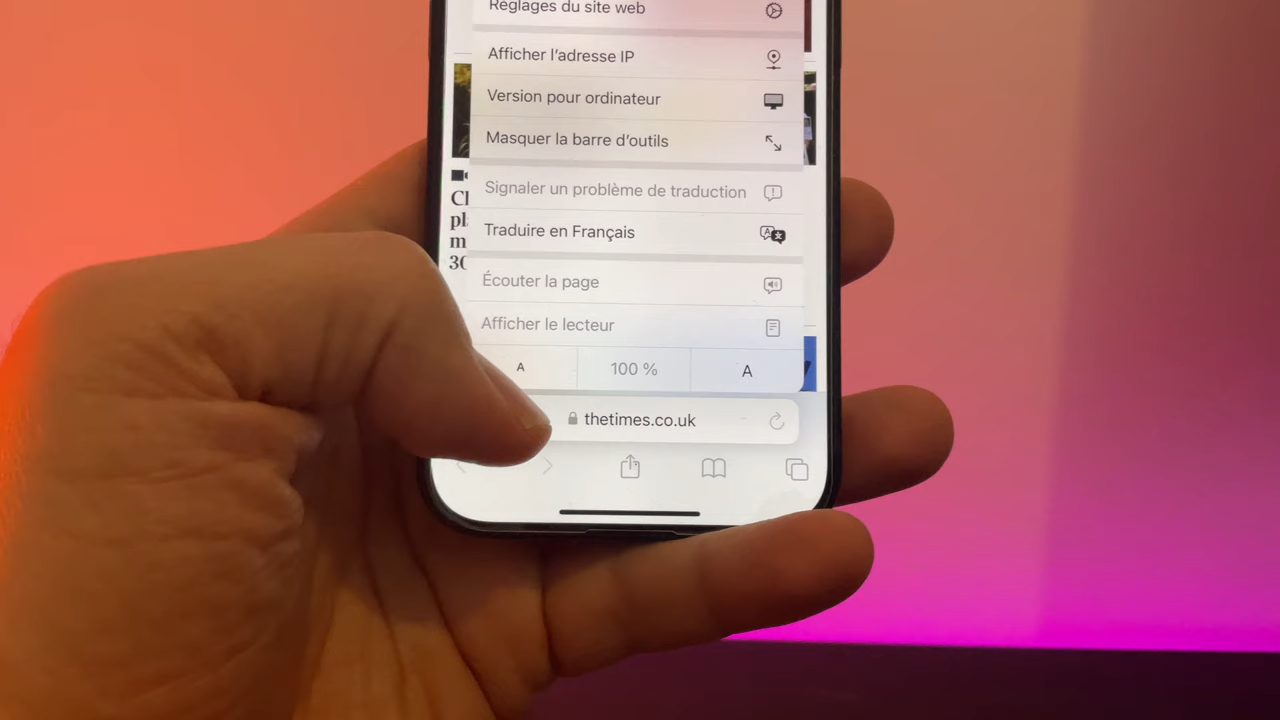 Réglages du site web
Afficher l'adresse IP
Version pour ordinateur
Masquer la barre d'outils
Signaler un problème de traduction
Traduire en Français
Écouter la page
Afficher le lecteur
A 100 % A
thetimes.co.uk